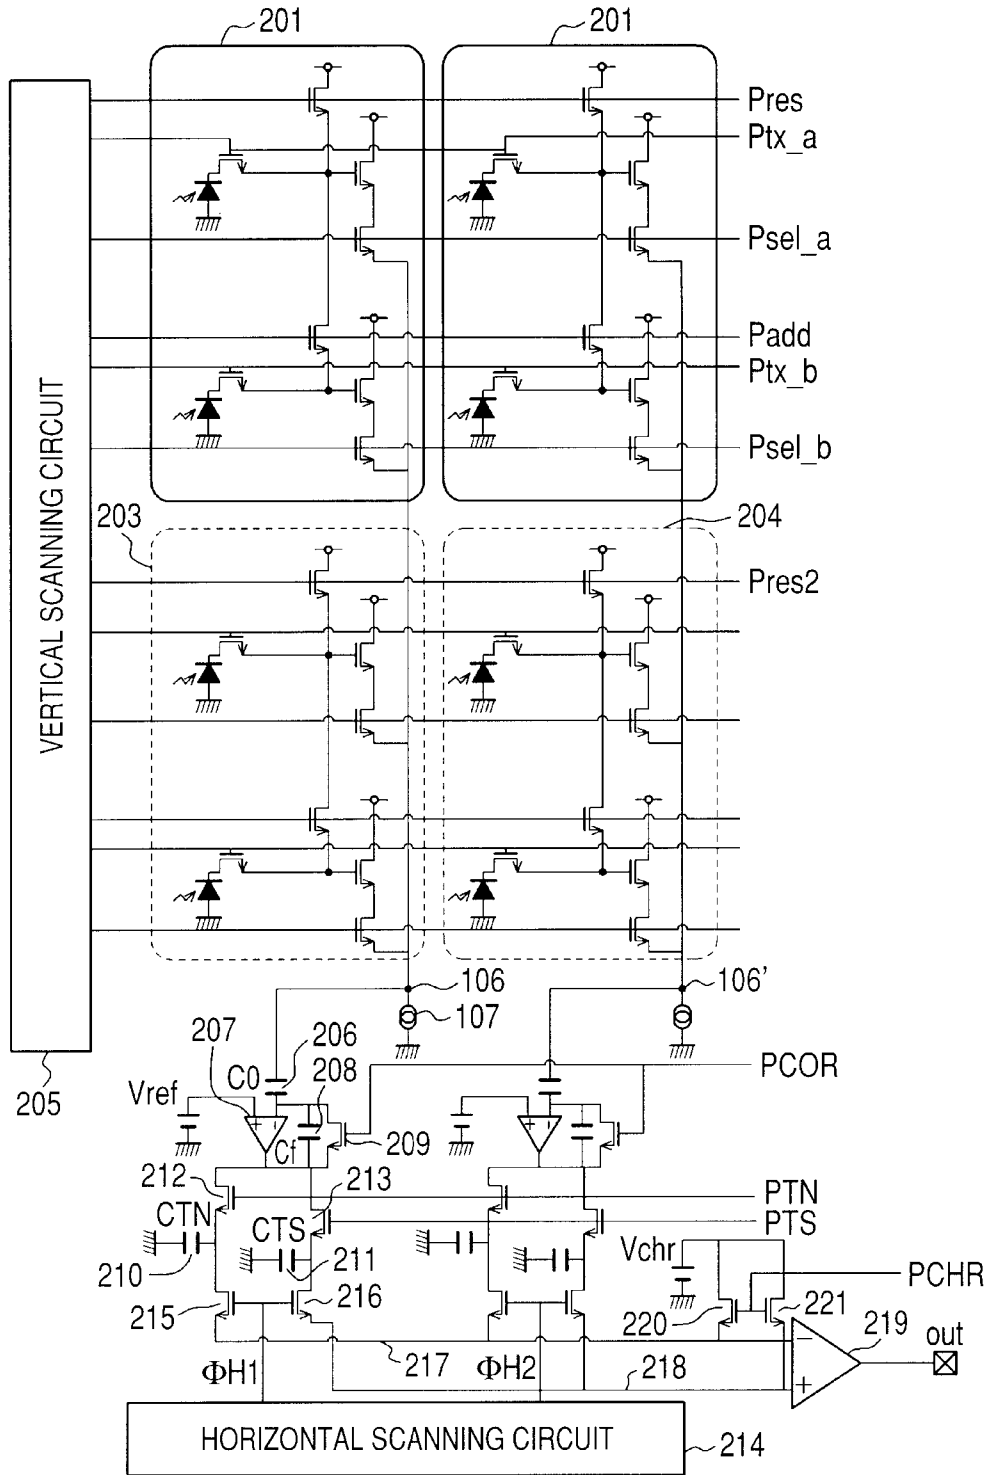 201
201
Pres
Ptx_a
Psel_a
Padd
Ptx_b
Psel_b
VERTICAL SCANNING CIRCUIT
203
204
Pres2
106
106'
107
206
207
208
C0
PCOR
205
Vref
+ -
+ -
Cf
209
212
213
PTN
CTN
PTS
CTS
211
Vchr
210
PCHR
215
216
220
221
219
out
-
217
218
+
ΦH1
ΦH2
HORIZONTAL SCANNING CIRCUIT
214